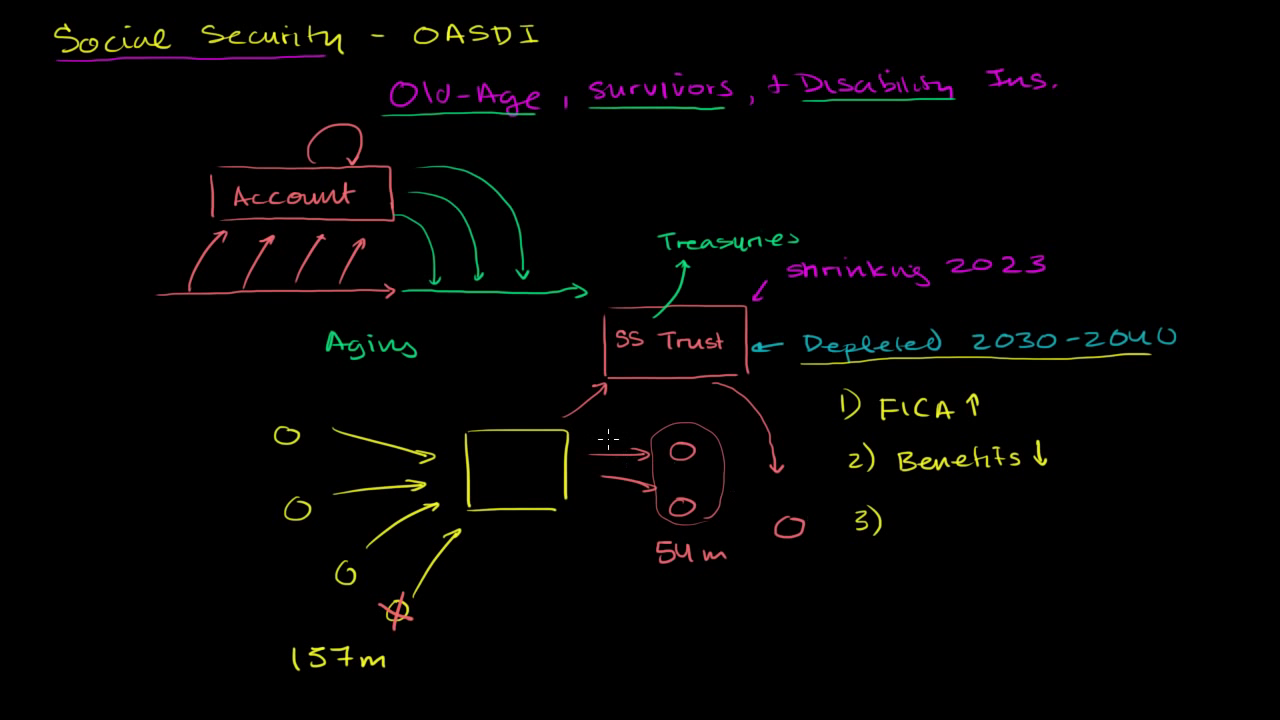 Social Security - OASDI
Old-Age, survivors, + Disability Ins.
Account
Treasuries
shrinking 2023
SS Trust
Depleted 2030-2040
Aging
1) FICA ↑
2) Benefits ↓
3)
54m
157m